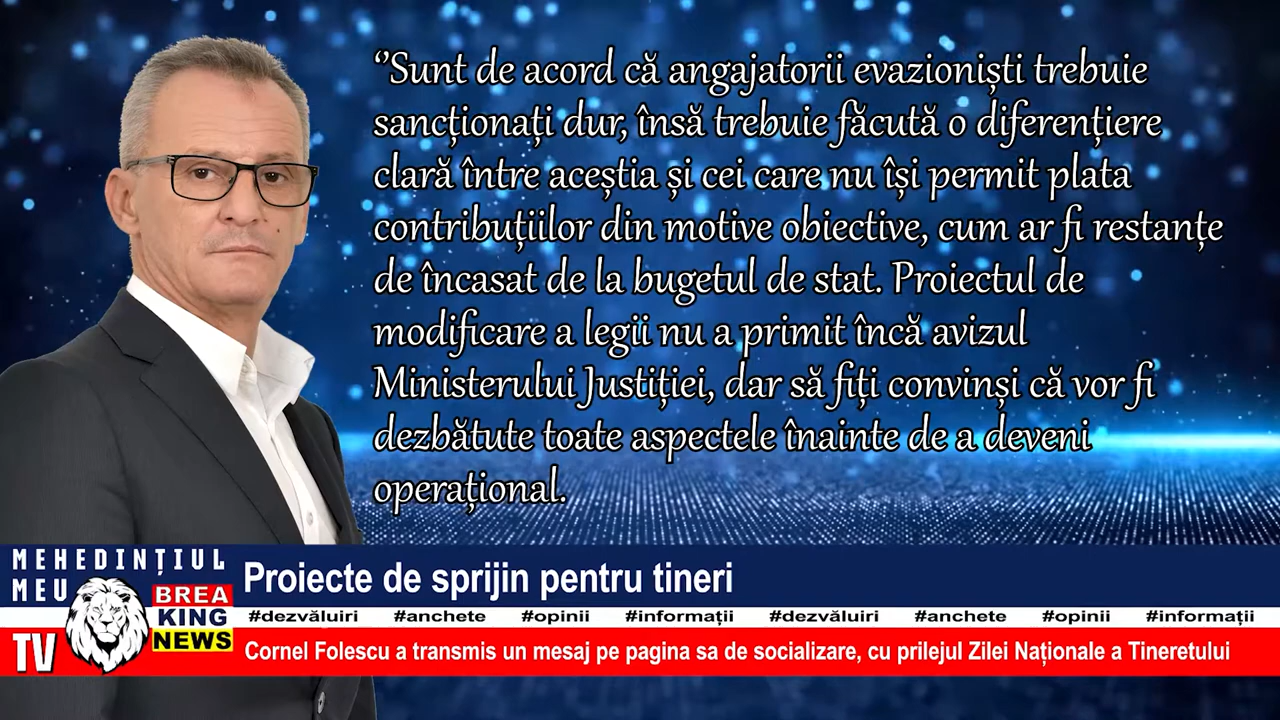 ‘’Sunt de acord că angajatorii evazioniști trebuie
sancționați dur, însă trebuie făcută o diferențiere
clară între aceștia și cei care nu își permit plata
contribuțiilor din motive obiective, cum ar fi restanțe
de încasat de la bugetul de stat. Proiectul de
modificare a legii nu a primit încă avizul
Ministerului Justiției, dar să fiți convinși că vor fi
dezbătute toate aspectele înainte de a deveni
operațional.
MEHEDINȚIUL
MEU
TV
BREA
KING
NEWS
Proiecte de sprijin pentru tineri
#dezvăluiri #anchete #opinii #informații #dezvăluiri #anchete #opinii #informații
Cornel Folescu a transmis un mesaj pe pagina sa de socializare, cu prilejul Zilei Naționale a Tineretului